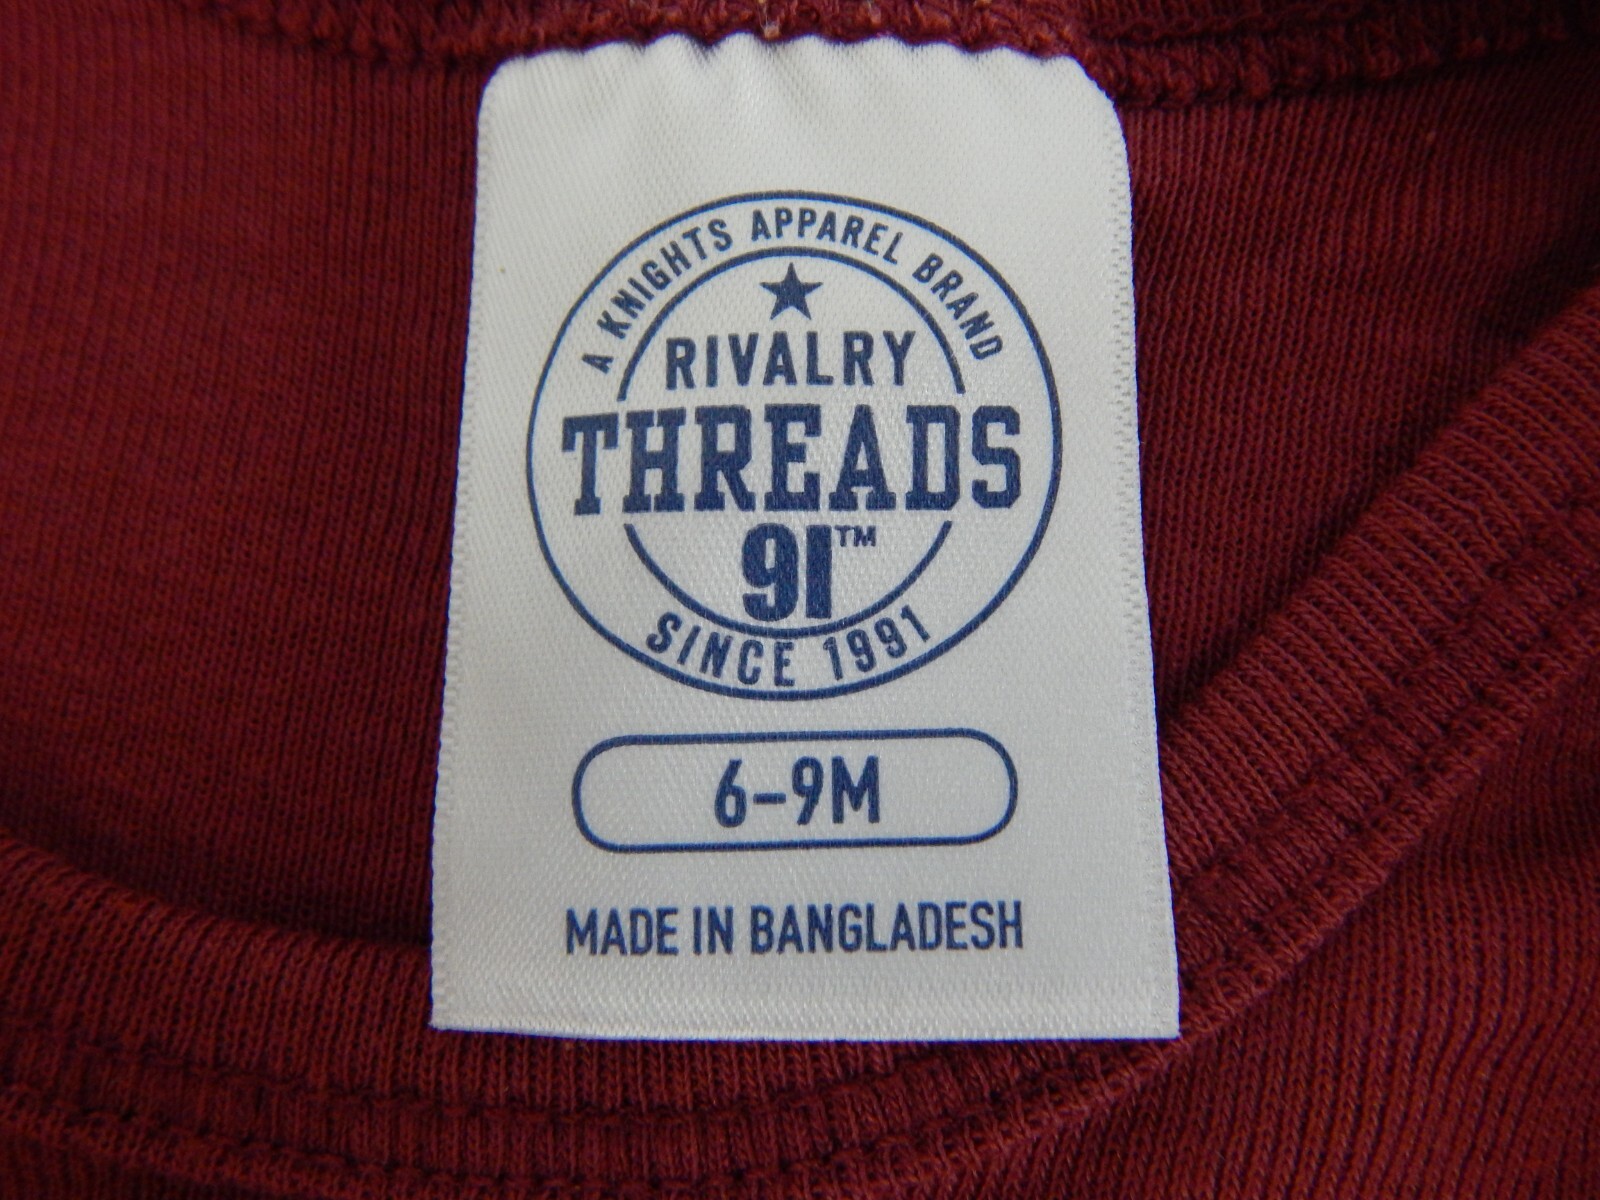 A KNIGHTS APPAREL BRAND
RIVALRY
THREADS
91™
SINCE 1991
6-9M
MADE IN BANGLADESH